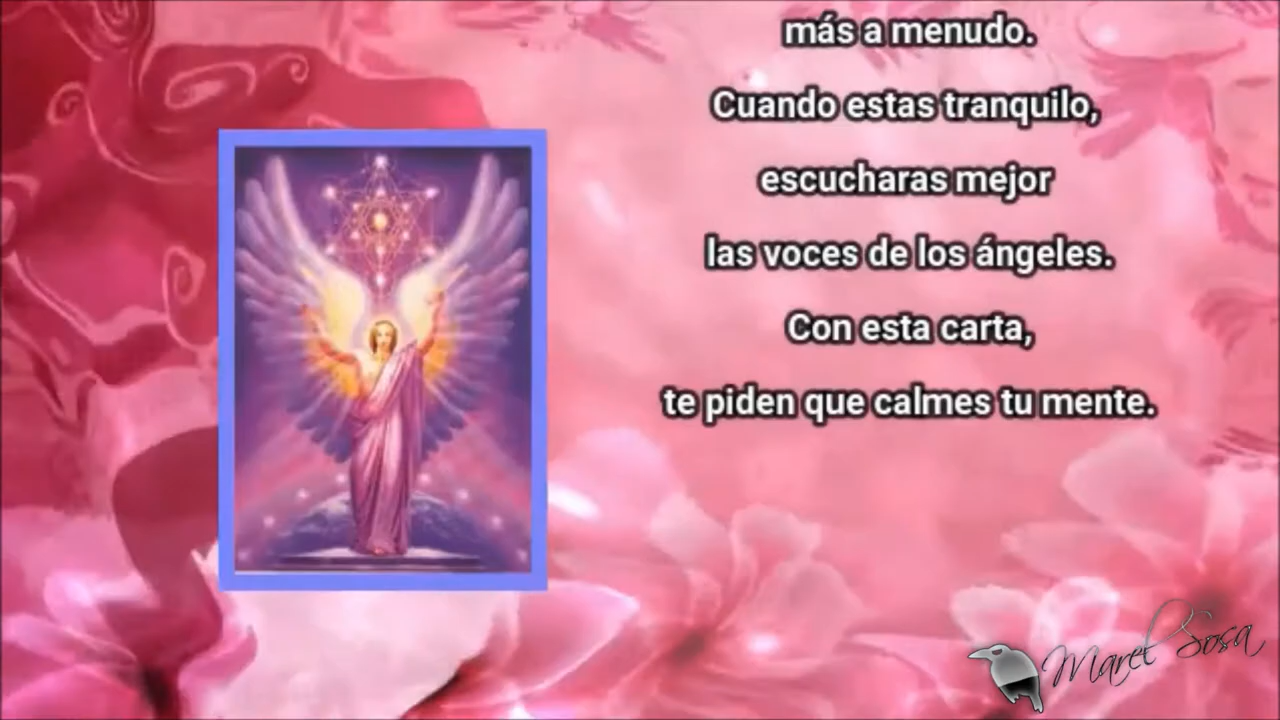 más a menudo.
Cuando estas tranquilo,
escucharas mejor
las voces de los ángeles.
Con esta carta,
te piden que calmes tu mente.
Marel Sosa